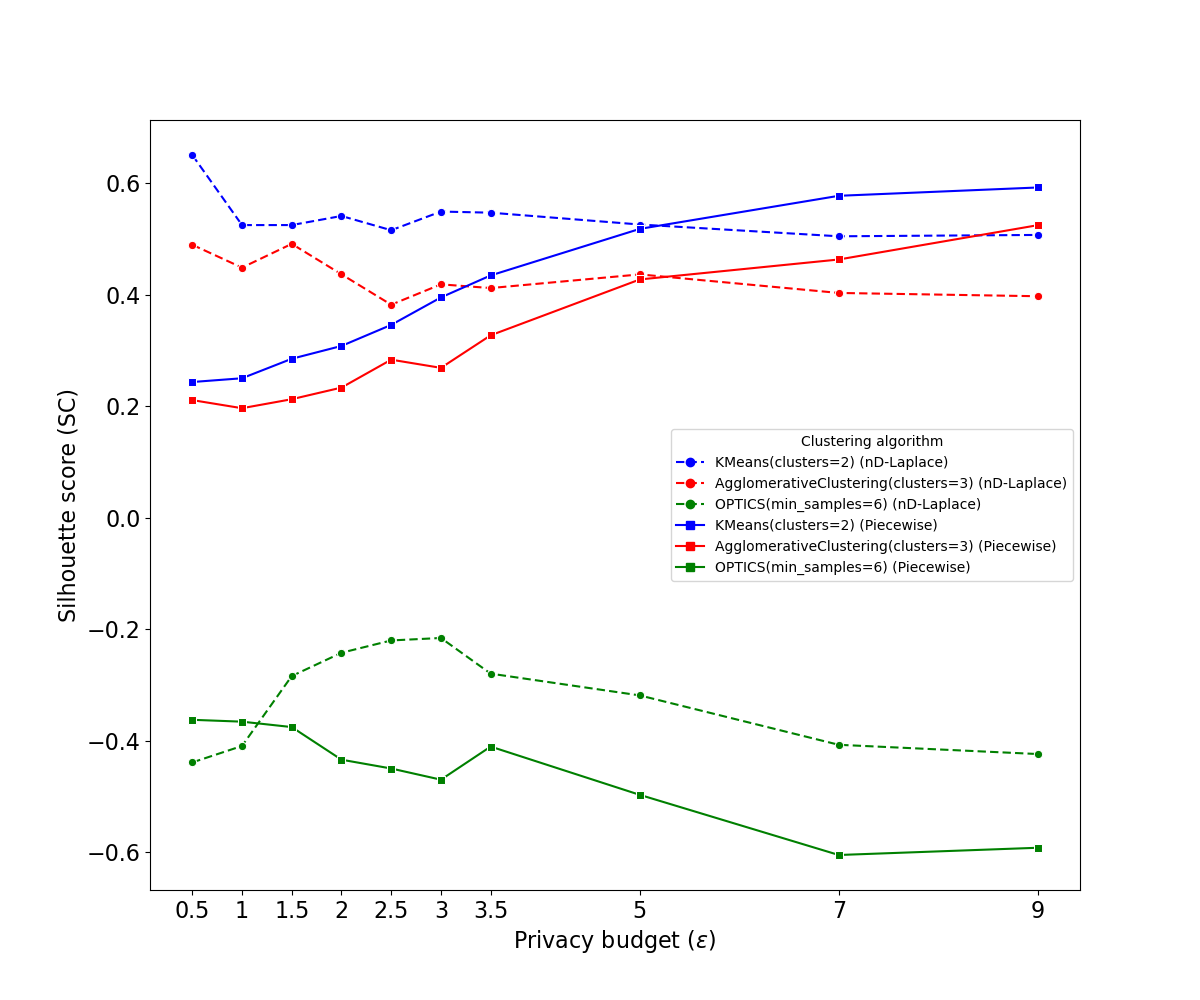 Silhouette score (SC)
0.6
0.4
0.2
0.0
−0.2
−0.4
−0.6
Clustering algorithm
KMeans(clusters=2) (nD-Laplace)
AgglomerativeClustering(clusters=3) (nD-Laplace)
OPTICS(min_samples=6) (nD-Laplace)
KMeans(clusters=2) (Piecewise)
AgglomerativeClustering(clusters=3) (Piecewise)
OPTICS(min_samples=6) (Piecewise)
0.5 1 1.5 2 2.5 3 3.5 5 7 9
Privacy budget (ε)